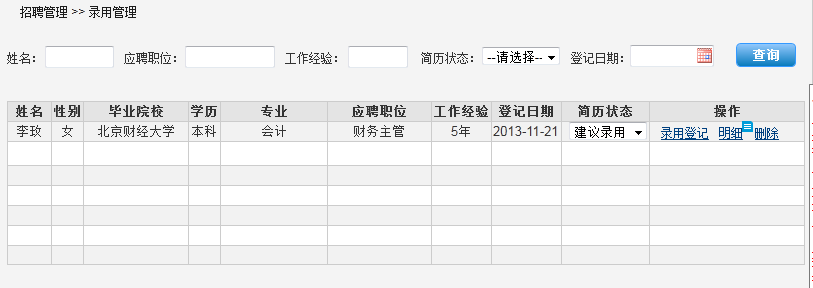 招聘管理 >> 录用管理
姓名： 应聘职位： 工作经验： 简历状态： --请选择-- 登记日期： 查询
姓名 性别 毕业院校 学历 专业 应聘职位 工作经验 登记日期 简历状态 操作
李玫 女 北京财经大学 本科 会计 财务主管 5年 2013-11-21 建议录用 录用登记 明细 删除